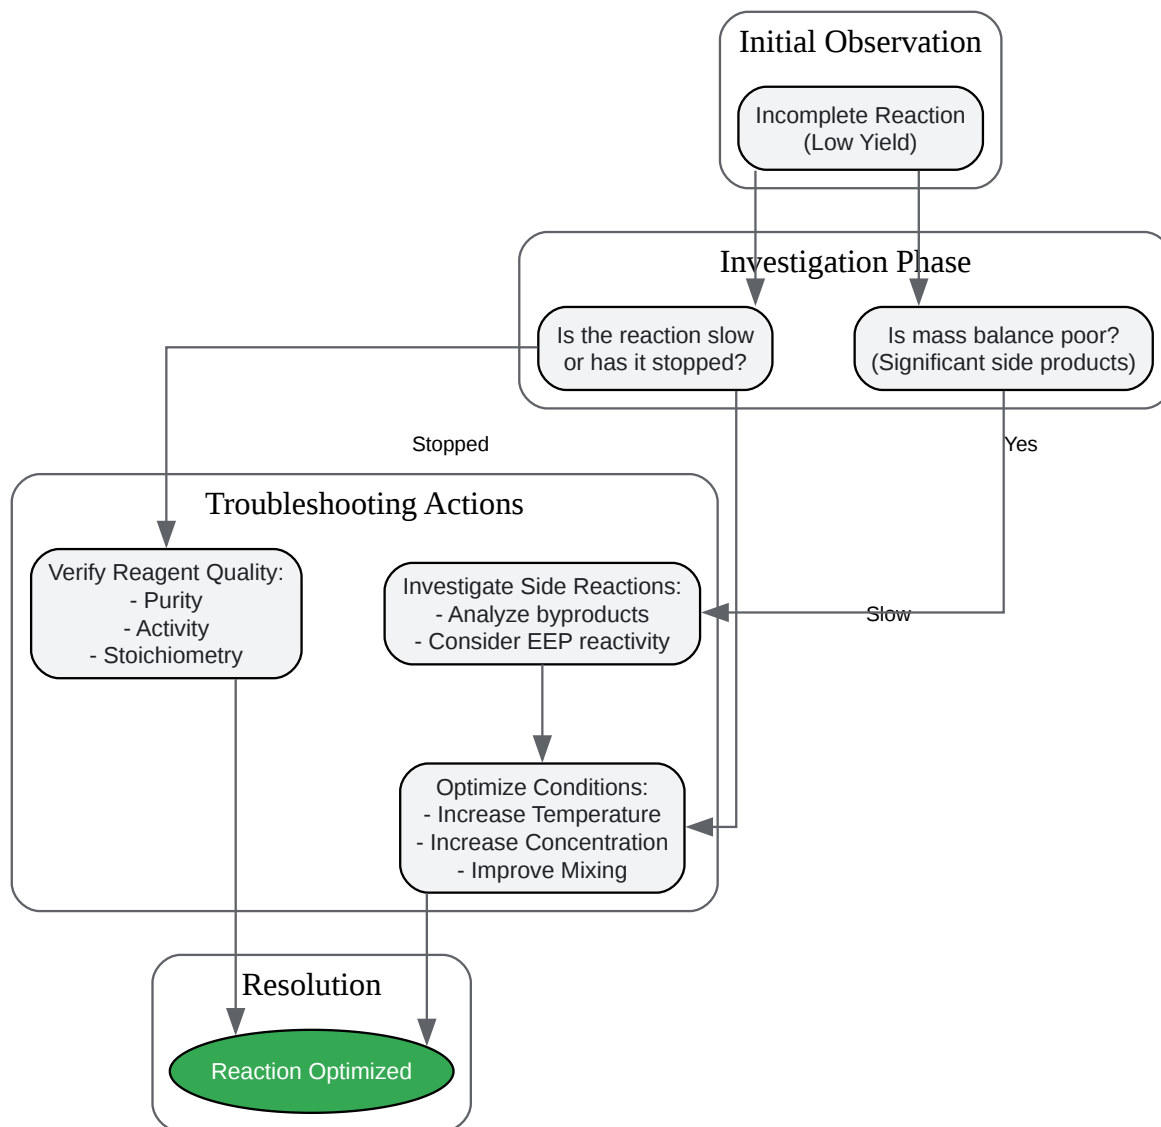 Initial Observation
Incomplete Reaction
(Low Yield)
Investigation Phase
Is the reaction slow
or has it stopped?
Is mass balance poor?
(Significant side products)
Stopped
Yes
Troubleshooting Actions
Verify Reagent Quality:
- Purity
- Activity
- Stoichiometry
Investigate Side Reactions:
- Analyze byproducts
- Consider EEP reactivity
Slow
Optimize Conditions:
- Increase Temperature
- Increase Concentration
- Improve Mixing
Resolution
Reaction Optimized